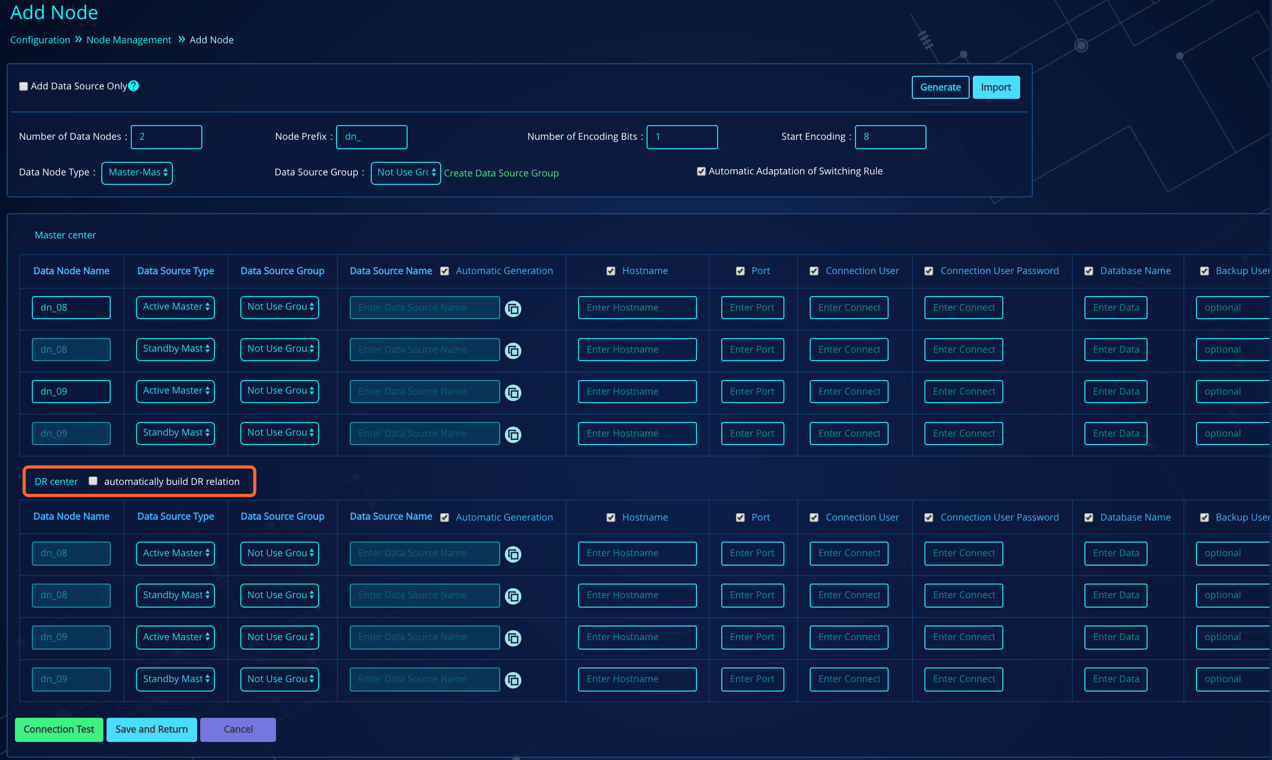 Add Node
Configuration » Node Management » Add Node
Add Data Source Only ? Generate Import
Number of Data Nodes : 2 Node Prefix : dn_ Number of Encoding Bits : 1 Start Encoding : 8
Data Node Type : Master-Mas Data Source Group : Not Use Gro Create Data Source Group Automatic Adaptation of Switching Rule
Master center
Data Node Name Data Source Type Data Source Group Data Source Name Automatic Generation Hostname Port Connection User Connection User Password Database Name Backup User
dn_08 Active Master Not Use Grou Enter Data Source Name Enter Hostname Enter Port Enter Connect Enter Connect Enter Data optional
dn_08 Standby Mast Not Use Grou Enter Data Source Name Enter Hostname Enter Port Enter Connect Enter Connect Enter Data optional
dn_09 Active Master Not Use Grou Enter Data Source Name Enter Hostname Enter Port Enter Connect Enter Connect Enter Data optional
dn_09 Standby Mast Not Use Grou Enter Data Source Name Enter Hostname Enter Port Enter Connect Enter Connect Enter Data optional
DR center automatically build DR relation
Data Node Name Data Source Type Data Source Group Data Source Name Automatic Generation Hostname Port Connection User Connection User Password Database Name Backup User
dn_08 Active Master Not Use Grou Enter Data Source Name Enter Hostname Enter Port Enter Connect Enter Connect Enter Data optional
dn_08 Standby Mast Not Use Grou Enter Data Source Name Enter Hostname Enter Port Enter Connect Enter Connect Enter Data optional
dn_09 Active Master Not Use Grou Enter Data Source Name Enter Hostname Enter Port Enter Connect Enter Connect Enter Data optional
dn_09 Standby Mast Not Use Grou Enter Data Source Name Enter Hostname Enter Port Enter Connect Enter Connect Enter Data optional
Connection Test Save and Return Cancel